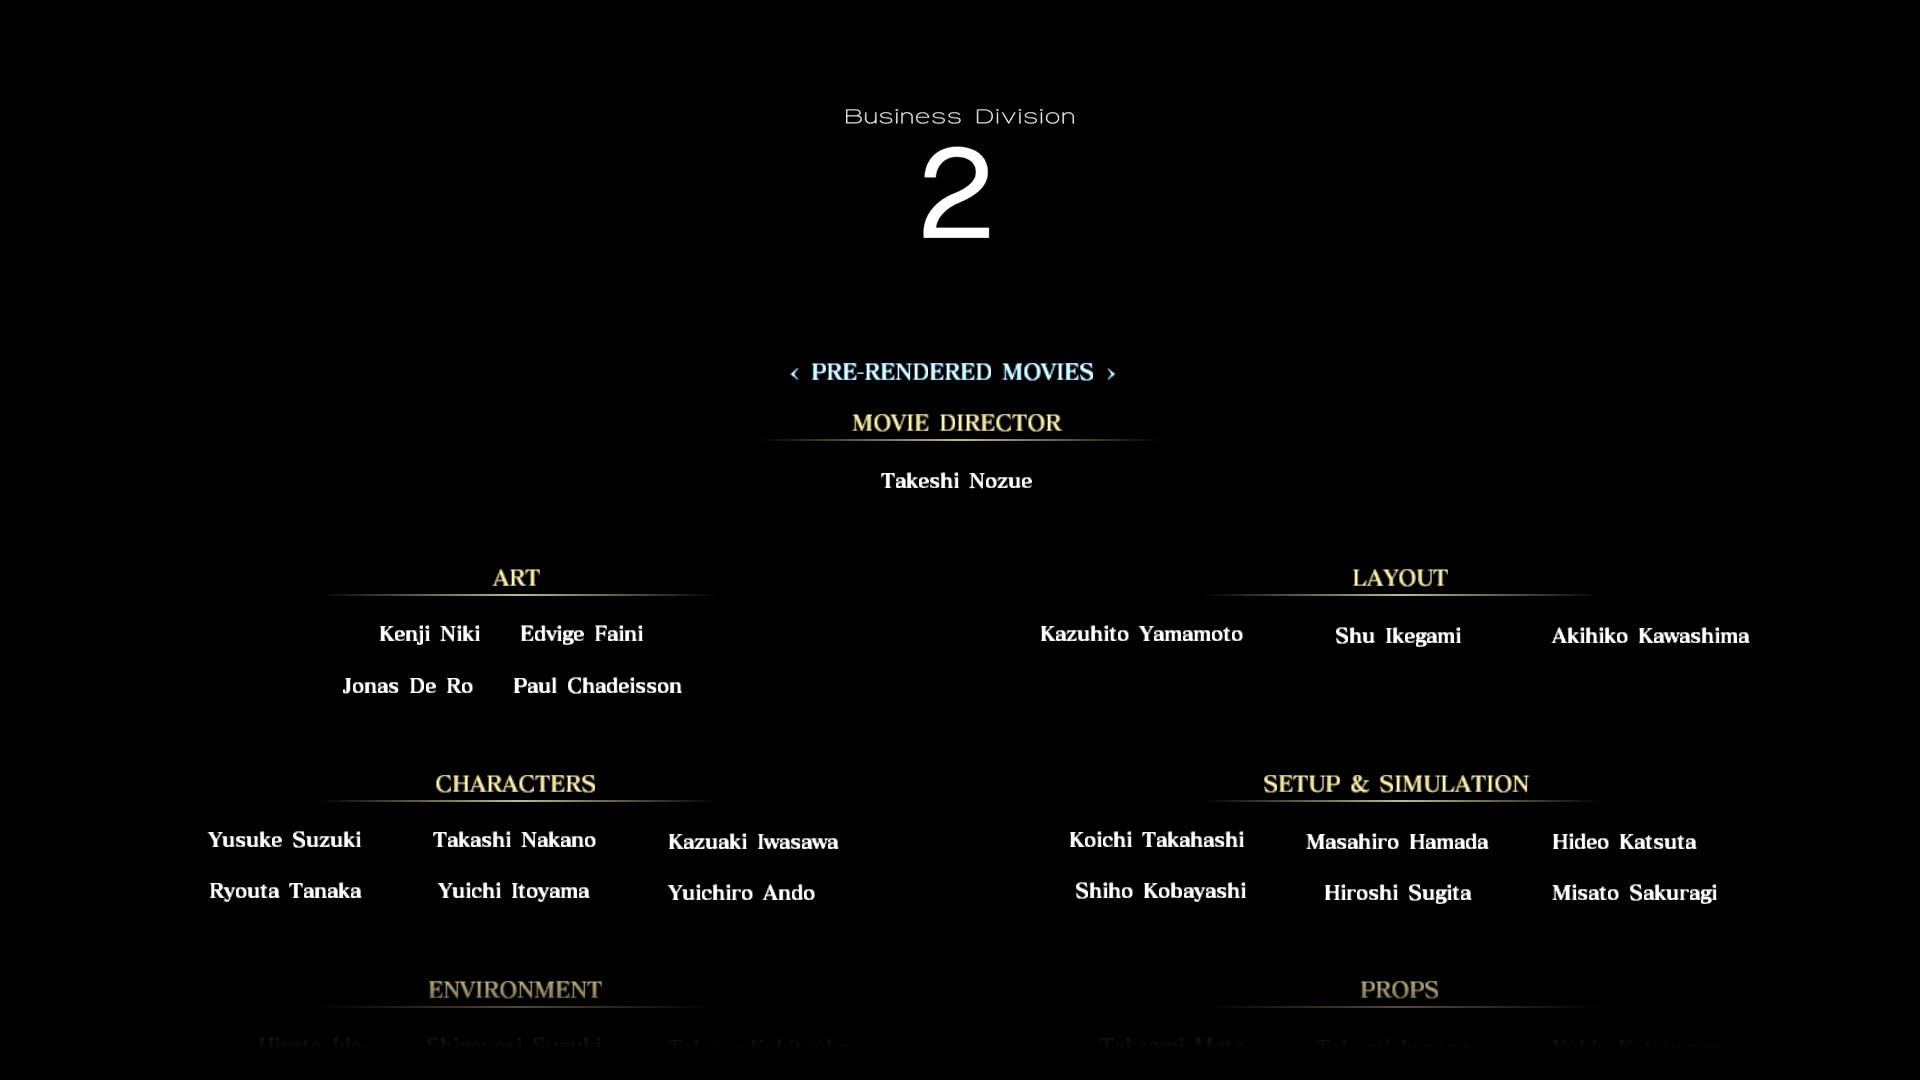 Business Division
2
‹ PRE-RENDERED MOVIES ›
MOVIE DIRECTOR
Takeshi Nozue
ART
Kenji Niki Edvige Faini
Jonas De Ro Paul Chadeisson
LAYOUT
Kazuhito Yamamoto Shu Ikegami Akihiko Kawashima
CHARACTERS
Yusuke Suzuki Takashi Nakano Kazuaki Iwasawa
Ryouta Tanaka Yuichi Itoyama Yuichiro Ando
SETUP & SIMULATION
Koichi Takahashi Masahiro Hamada Hideo Katsuta
Shiho Kobayashi Hiroshi Sugita Misato Sakuragi
ENVIRONMENT
Shigenori Suzuki
PROPS